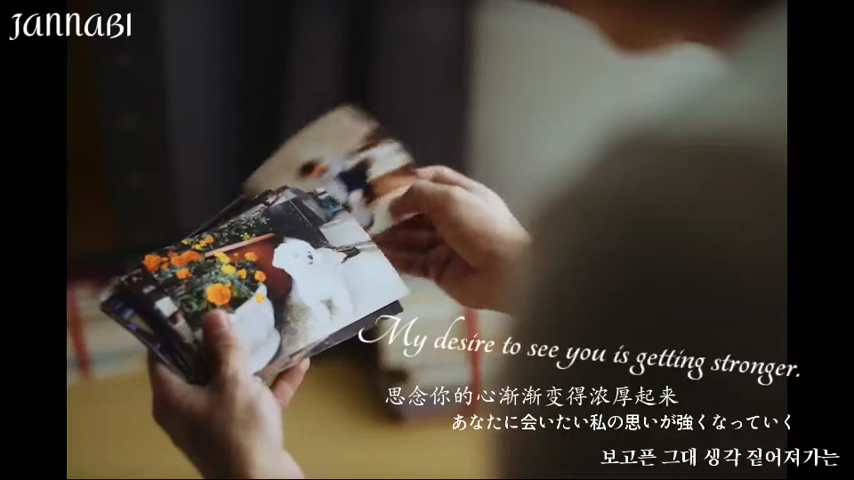 JANNABI
My desire to see you is getting stronger.
思念你的心渐渐变得浓厚起来
あなたに会いたい私の思いが強くなっていく
보고픈 그대 생각 짙어져가는